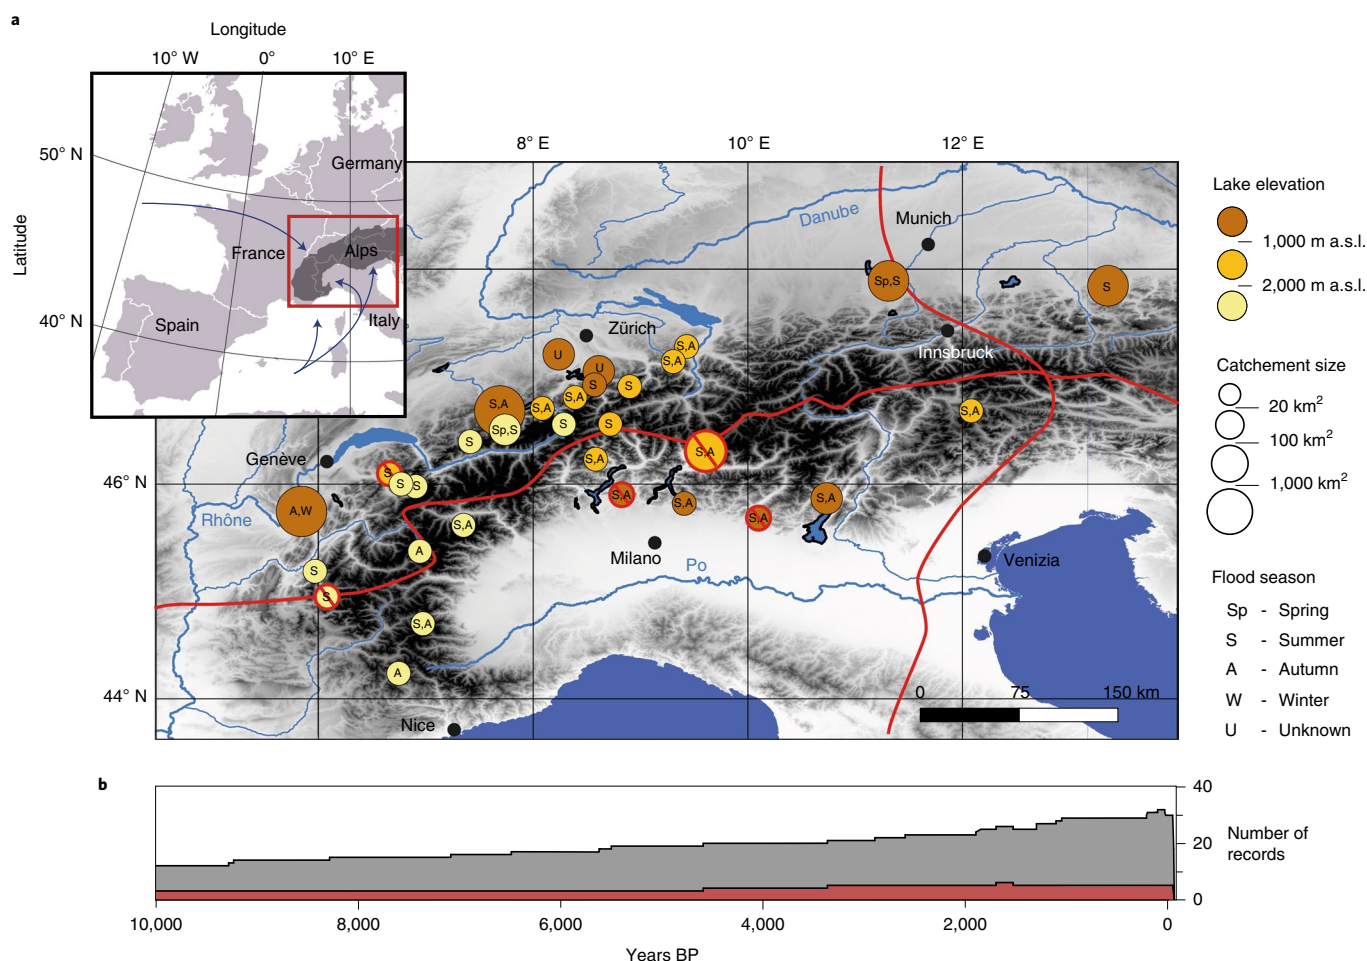 a
Longitude
10° W
0°
10° E
Latitude
50° N
40° N
Germany
France
Alps
Spain
Italy
8° E
10° E
12° E
46° N
44° N
Danube
Munich
Sp,S
S
Innsbruck
Zürich
U
U
S
S
S,A
S,A
S,A
S,A
S,A
Sp,S
S
S
S
S,A
S,A
Genève
S
S
S
A,W
Rhône
S,A
S,A
S,A
S,A
S,A
S,A
A
S
S
S,A
A
Milano
Po
Venizia
Nice
0
75
150 km
Lake elevation
1,000 m a.s.l.
2,000 m a.s.l.
Catchement size
20 km²
100 km²
1,000 km²
Flood season
Sp - Spring
S - Summer
A - Autumn
W - Winter
U - Unknown
b
40
20
0
Number of
records
10,000
8,000
6,000
4,000
2,000
0
Years BP